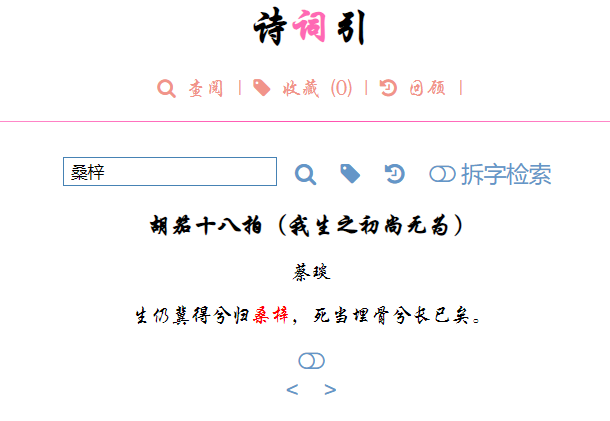 诗词引
查阅 | 收藏 (0) | 回顾 |
桑梓 拆字检索
胡笳十八拍（我生之初尚无为）
蔡琰
生仍冀得兮归桑梓，死当埋骨兮长已矣。
< >